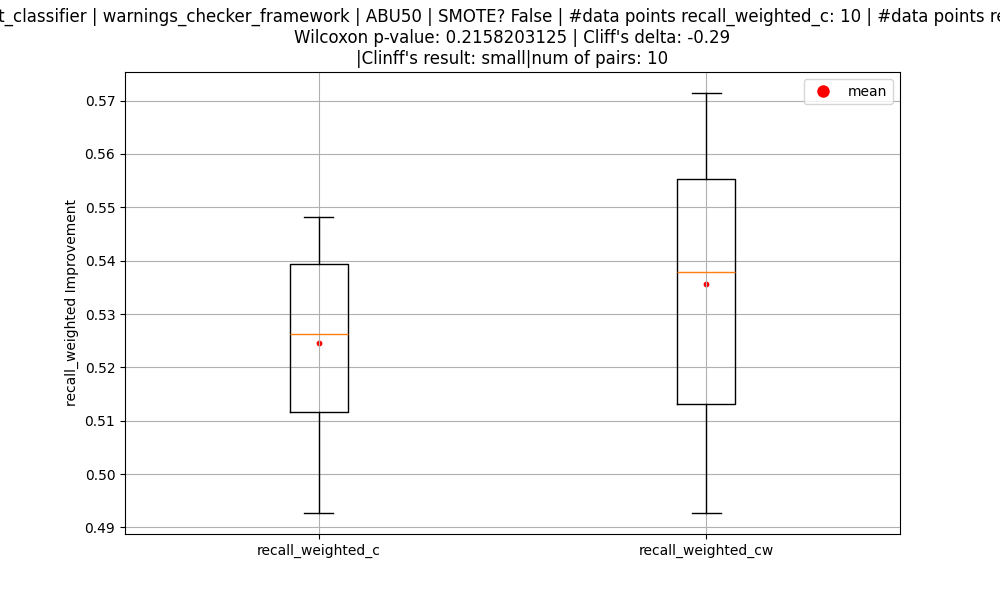 t_classifier | warnings_checker_framework | ABU50 | SMOTE? False | #data points recall_weighted_c: 10 | #data points re
Wilcoxon p-value: 0.2158203125 | Cliff's delta: -0.29
|Clinff's result: small|num of pairs: 10
mean
0.57
0.56
0.55
0.54
0.53
0.52
0.51
0.50
0.49
recall_weighted Improvement
recall_weighted_c
recall_weighted_cw